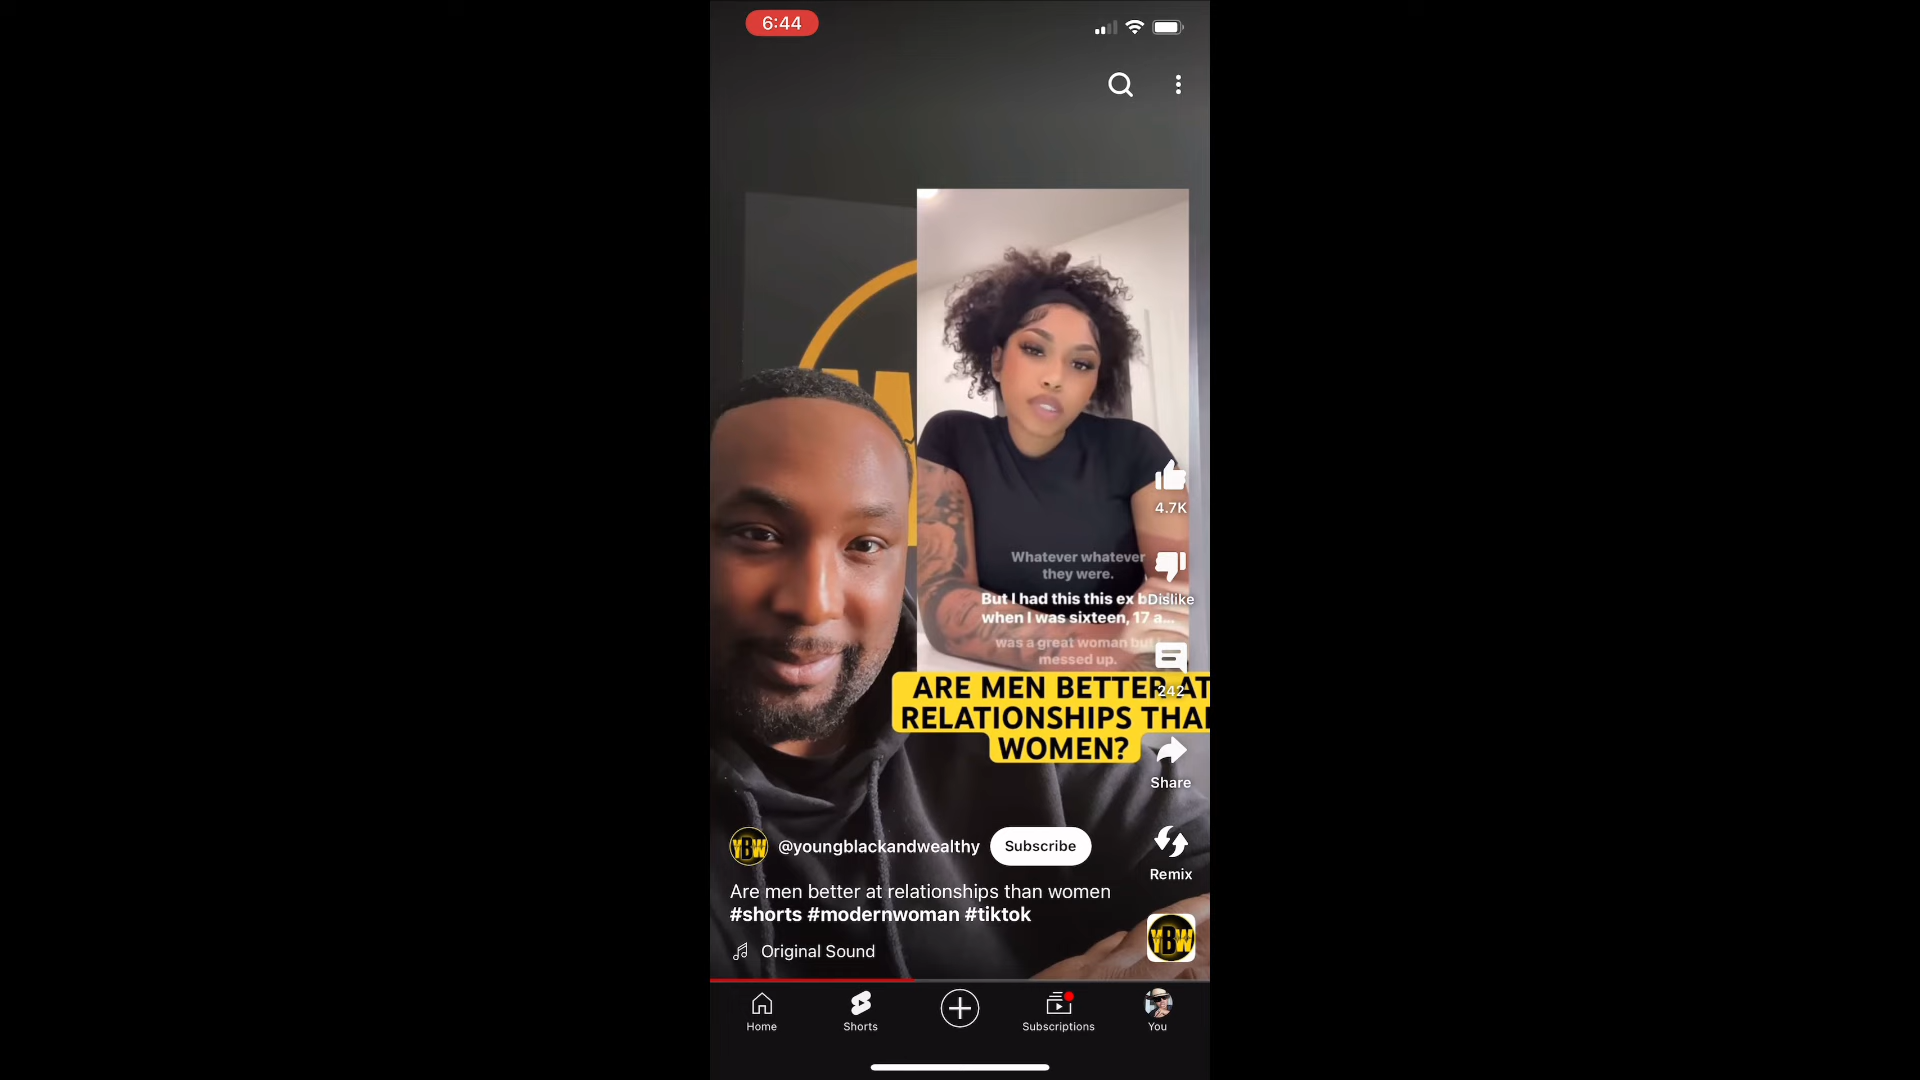 6:44
4.7K
Whatever whatever
they were.
But I had this this ex b
Dislike
when I was sixteen, 17 a...
was a great woman but
messed up.
242
ARE MEN BETTER AT
RELATIONSHIPS THA
WOMEN?
Share
YBW
@youngblackandwealthy
Subscribe
Remix
Are men better at relationships than women
#shorts #modernwoman #tiktok
YBW
Original Sound
Home
Shorts
Subscriptions
You